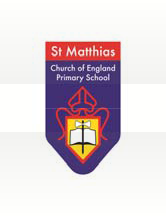 St Matthias
Church of England
Primary School